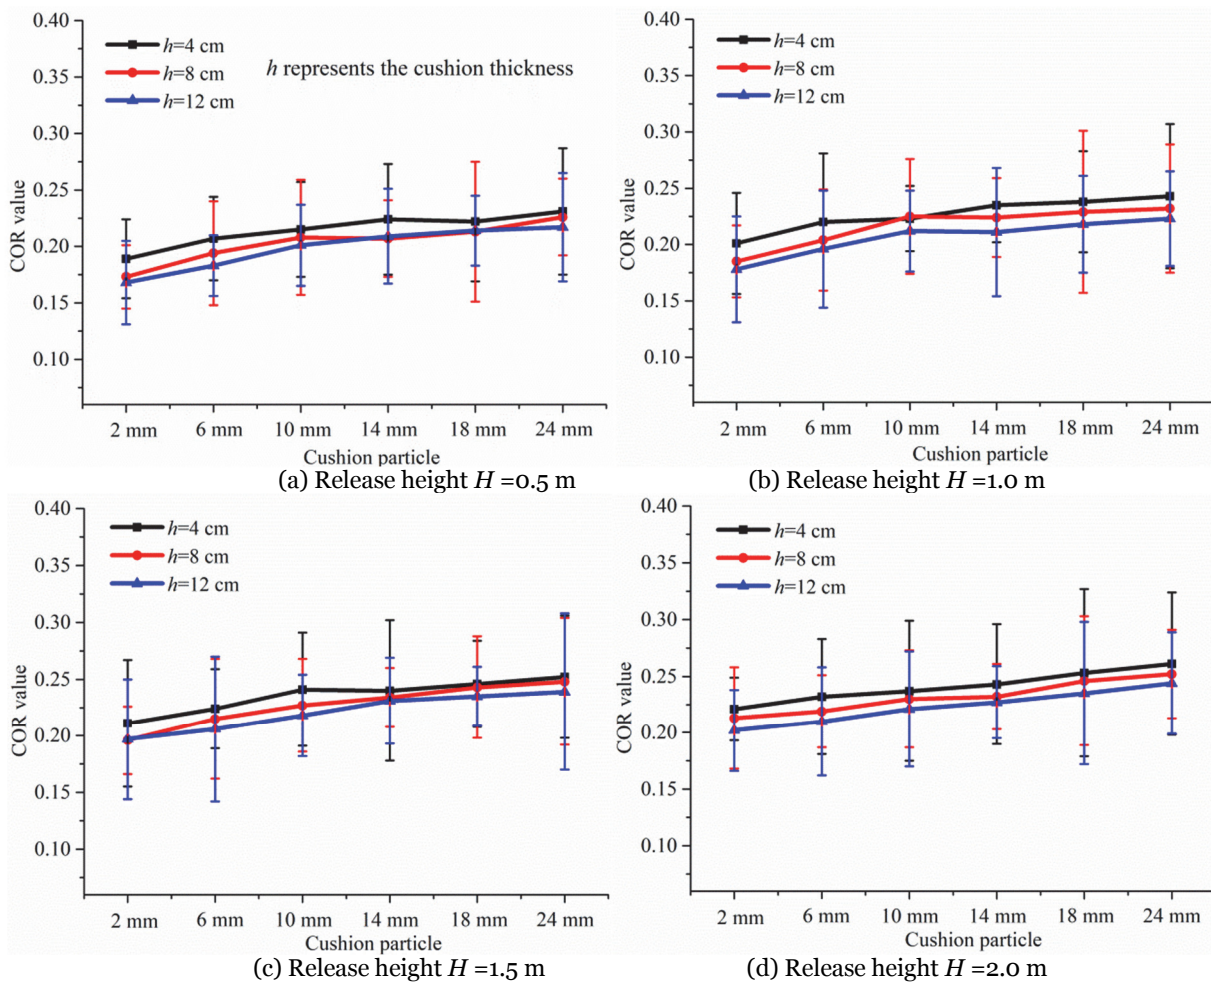 0.40
0.35
0.30
0.25
0.20
0.15
0.10
COR value
h=4 cm
h=8 cm
h=12 cm
h represents the cushion thickness
2 mm 6 mm 10 mm 14 mm 18 mm 24 mm
Cushion particle
(a) Release height H =0.5 m
0.40
0.35
0.30
0.25
0.20
0.15
0.10
COR value
h=4 cm
h=8 cm
h=12 cm
2 mm 6 mm 10 mm 14 mm 18 mm 24 mm
Cushion particle
(b) Release height H =1.0 m
0.40
0.35
0.30
0.25
0.20
0.15
0.10
COR value
h=4 cm
h=8 cm
h=12 cm
2 mm 6 mm 10 mm 14 mm 18 mm 24 mm
Cushion particle
(c) Release height H =1.5 m
0.40
0.35
0.30
0.25
0.20
0.15
0.10
COR value
h=4 cm
h=8 cm
h=12 cm
2 mm 6 mm 10 mm 14 mm 18 mm 24 mm
Cushion particle
(d) Release height H =2.0 m